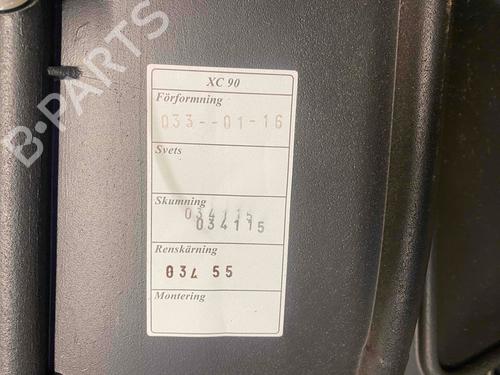 B-PARTS
XC 90
Förformning
033--01-16
Svets
Skumning
034115
034115
Renskärning
034 55
Montering